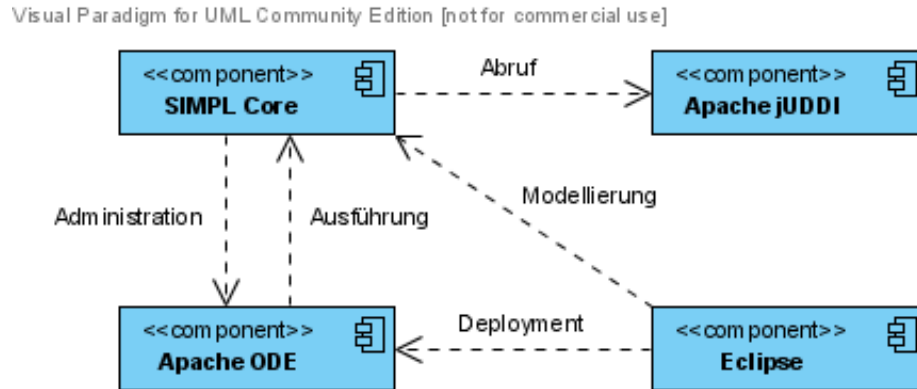 Visual Paradigm for UML Community Edition [not for commercial use]
Abruf
<<component>>
SIMPL Core
<<component>>
Apache jUDDI
Modellierung
Administration
Ausführung
Deployment
<<component>>
Apache ODE
<<component>>
Eclipse